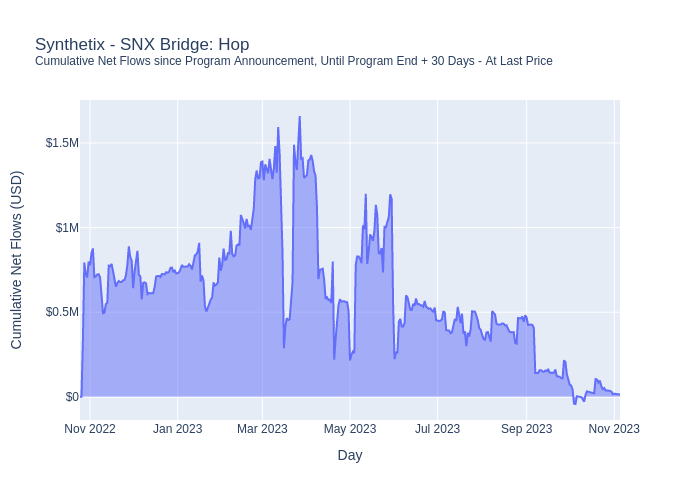 Synthetix - SNX Bridge: Hop
Cumulative Net Flows since Program Announcement, Until Program End + 30 Days - At Last Price
Cumulative Net Flows (USD)
$1.5M
$1M
$0.5M
$0
Nov 2022 Jan 2023 Mar 2023 May 2023 Jul 2023 Sep 2023 Nov 2023
Day